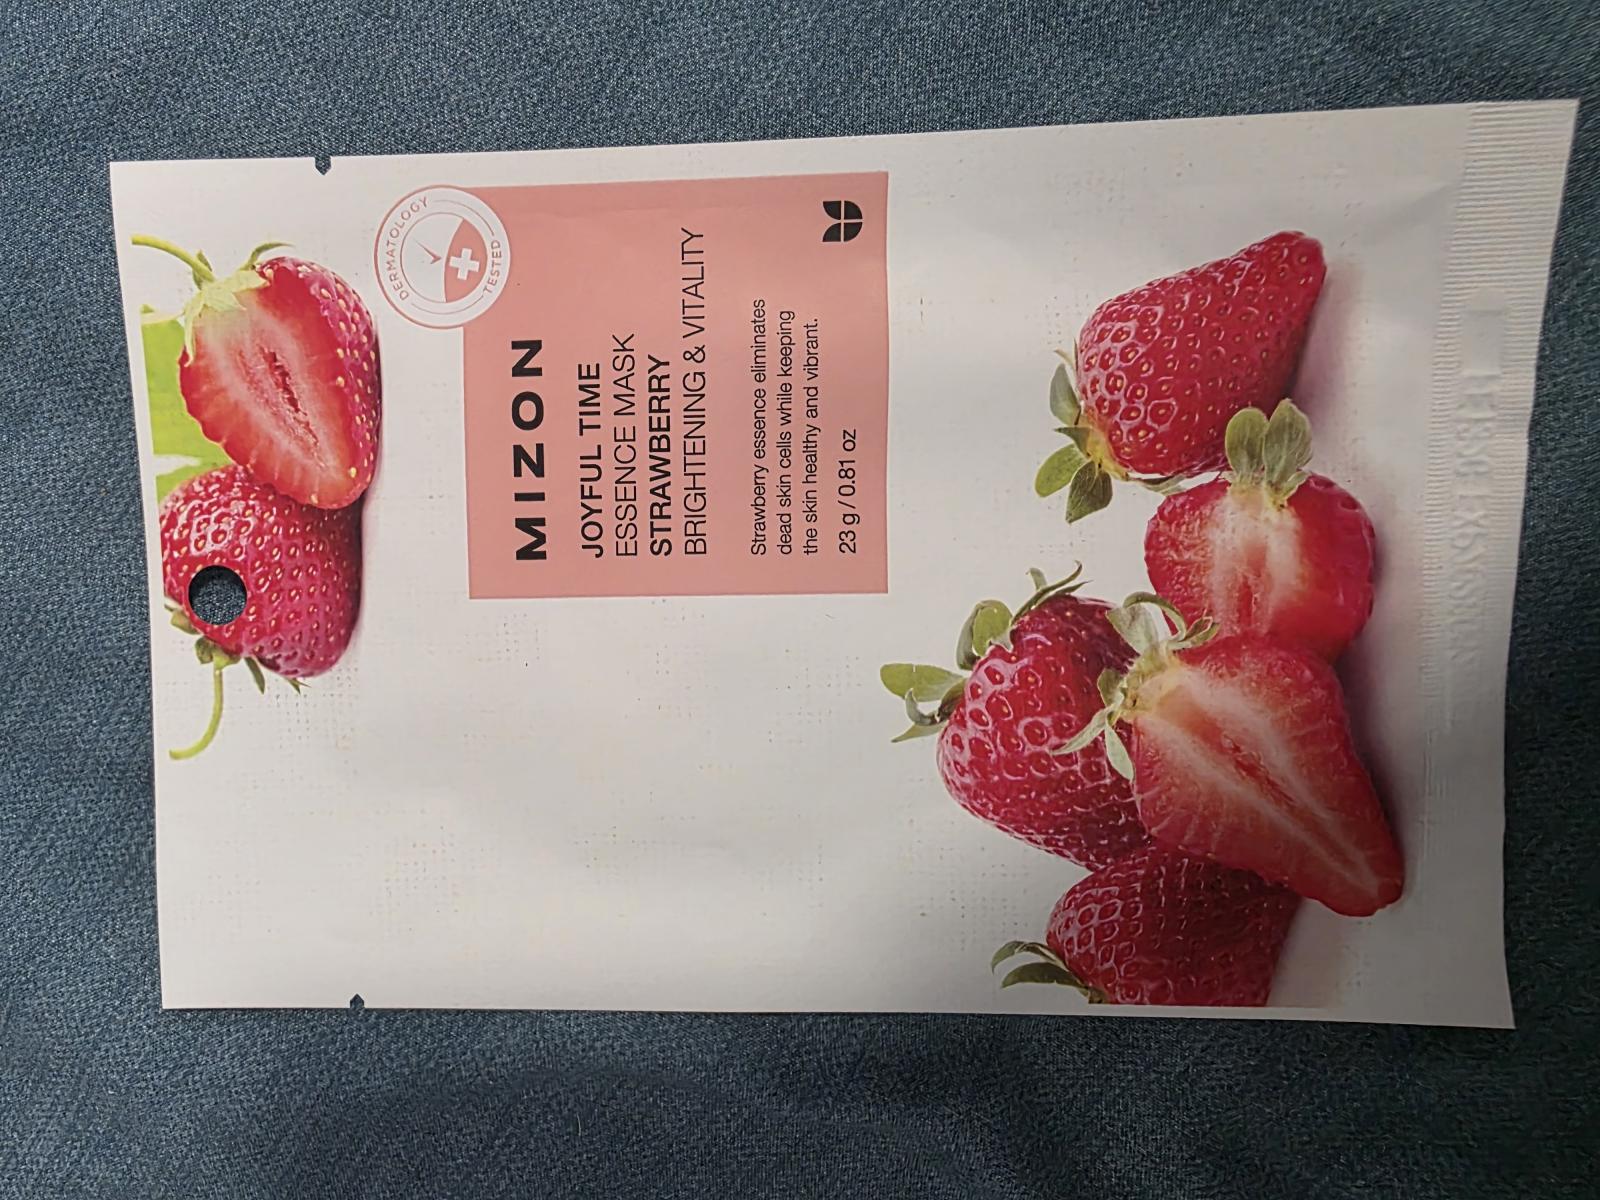 DERMATOLOGY
TESTED
MIZON
JOYFUL TIME
ESSENCE MASK
STRAWBERRY
BRIGHTENING & VITALITY
Strawberry essence eliminates
dead skin cells while keeping
the skin healthy and vibrant.
23 g / 0.81 oz